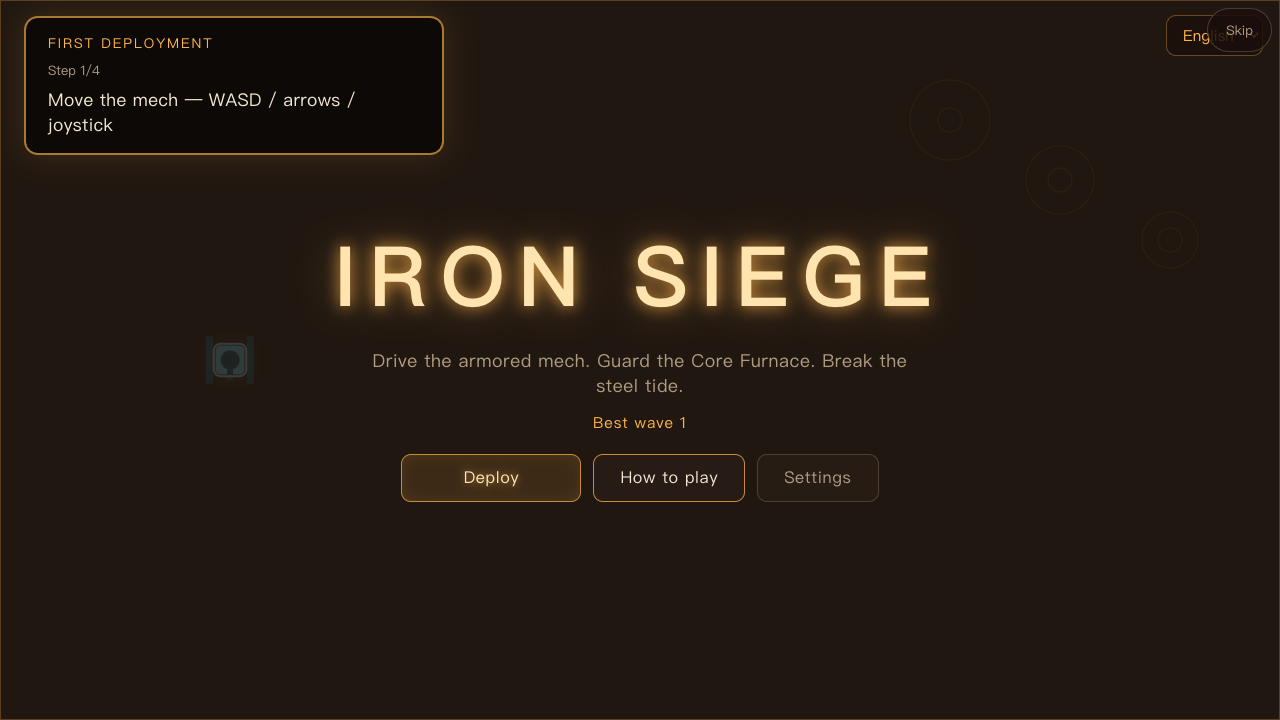 FIRST DEPLOYMENT
Step 1/4
Move the mech — WASD / arrows /
joystick
English
Skip
IRON SIEGE
Drive the armored mech. Guard the Core Furnace. Break the
steel tide.
Best wave 1
Deploy
How to play
Settings